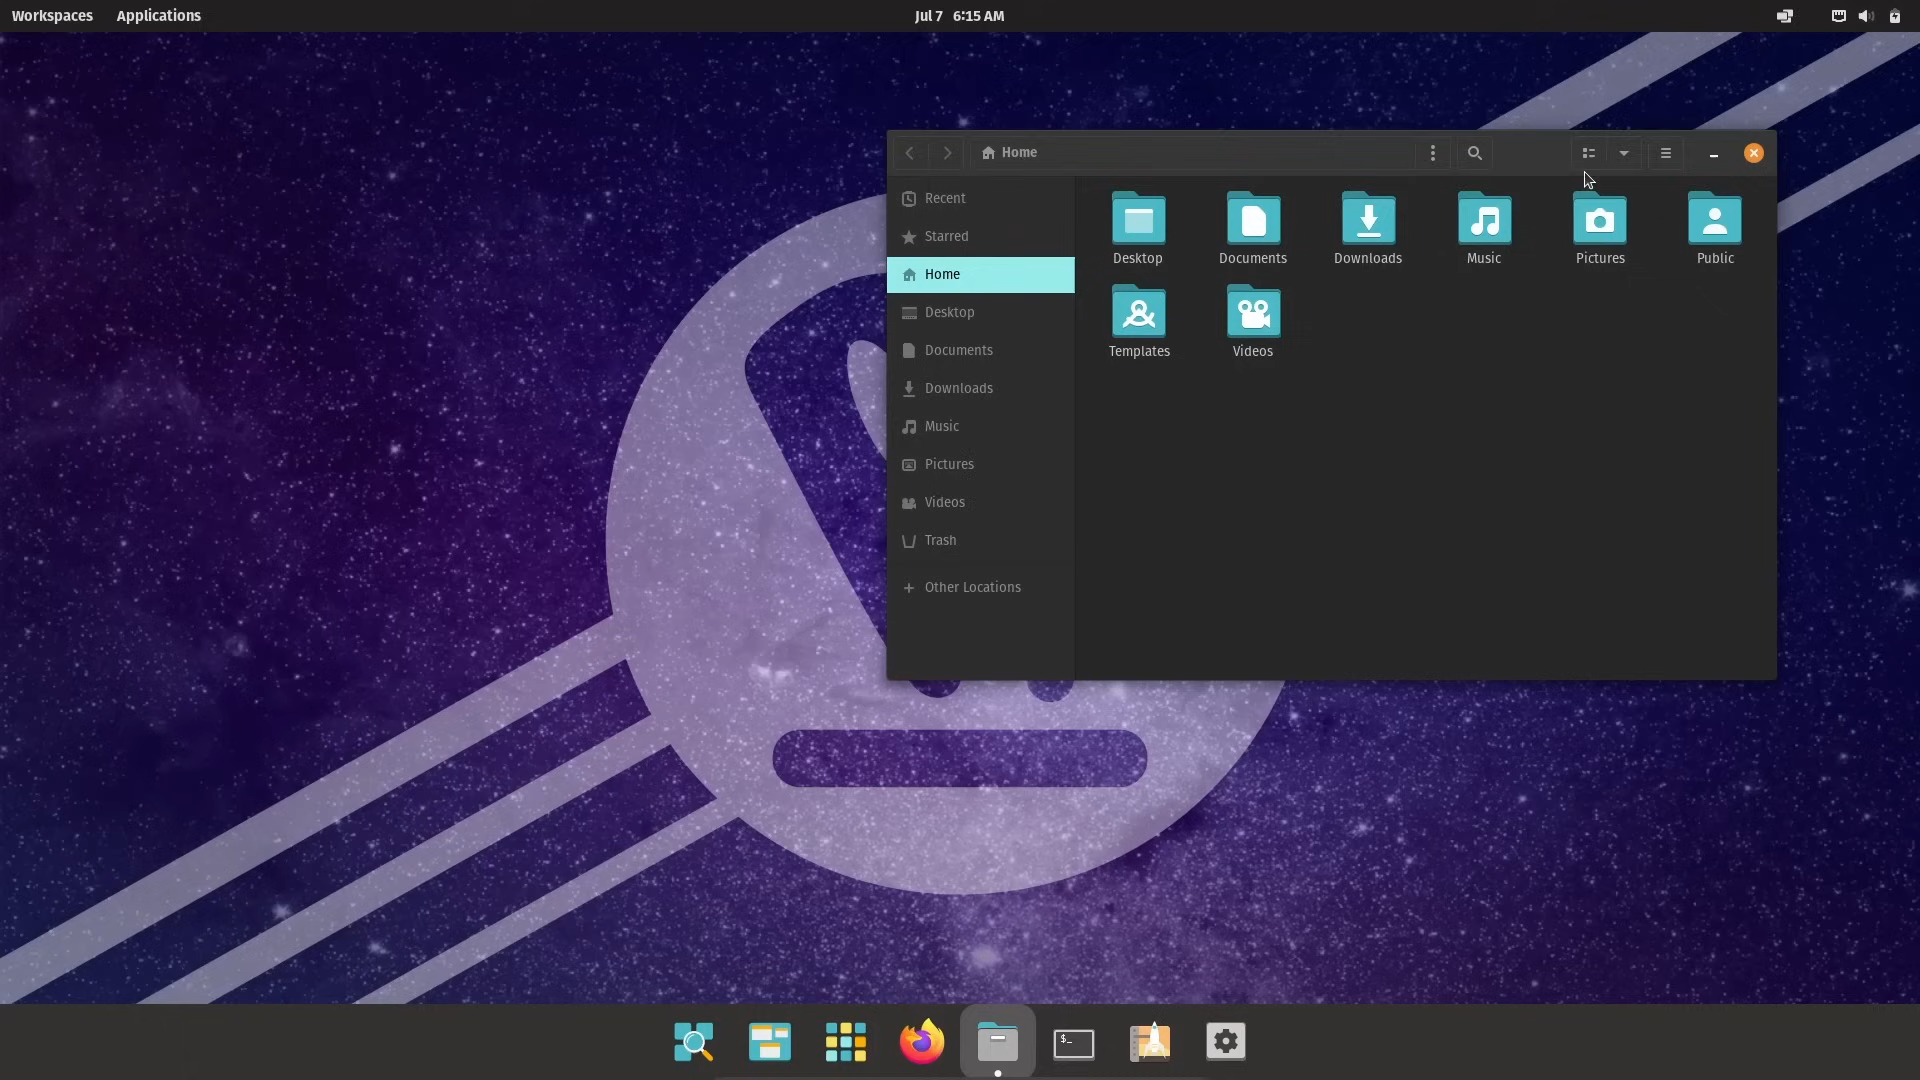 Workspaces Applications Jul 7 6:15 AM
Home
Recent
Starred
Home
Desktop
Documents
Downloads
Music
Pictures
Videos
Trash
Other Locations
Desktop Documents Downloads Music Pictures Public
Templates Videos
$_